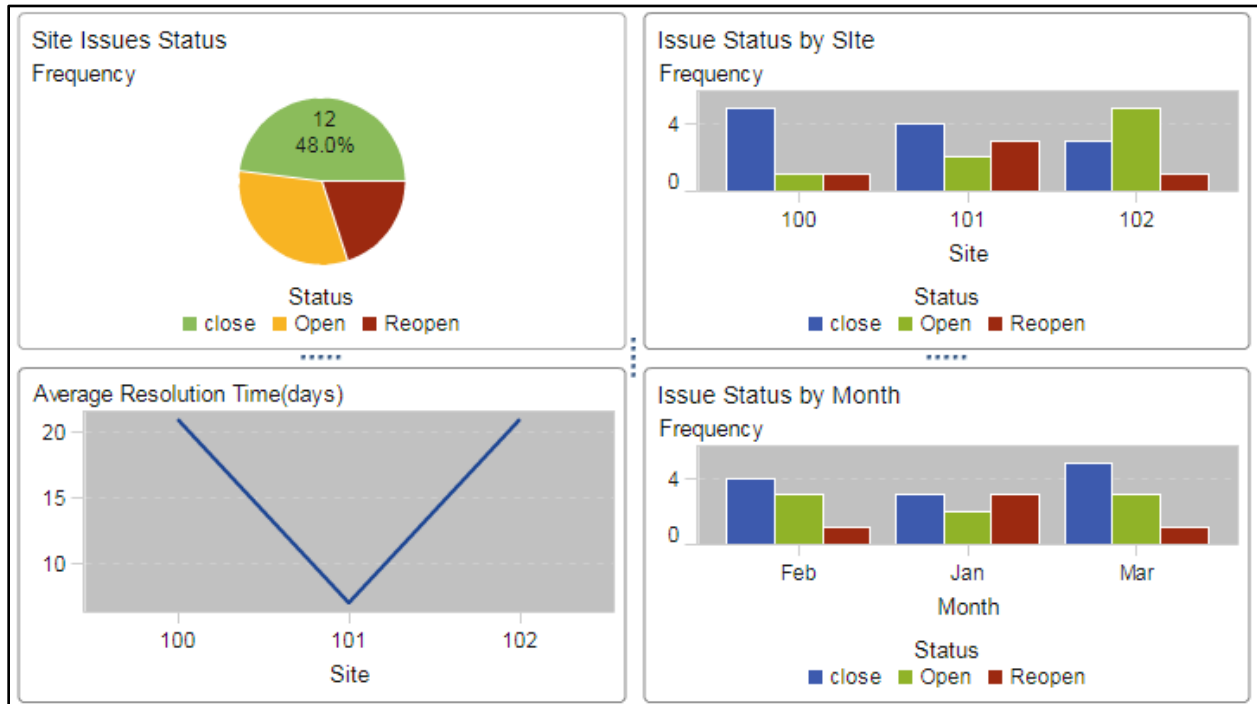 Site Issues Status
Frequency
12
48.0%
Status
close Open Reopen
Issue Status by SIte
Frequency
4
0
100 101 102
Site
Status
close Open Reopen
Average Resolution Time(days)
20
15
10
100 101 102
Site
Issue Status by Month
Frequency
4
0
Feb Jan Mar
Month
Status
close Open Reopen